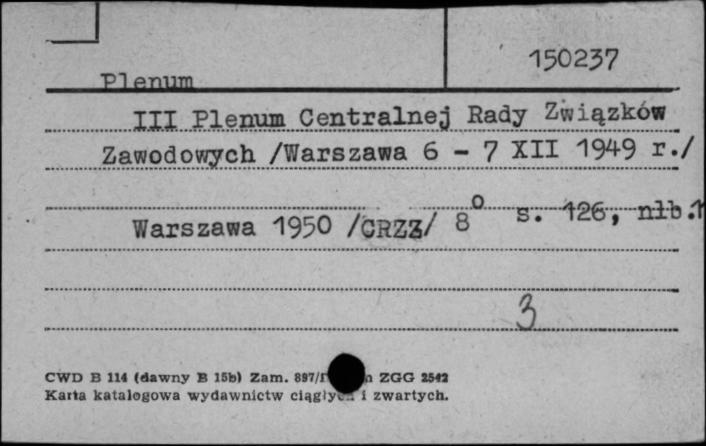 150237
Plenum
III Plenum Centralnej Rady Związków
Zawodowych /Warszawa 6 - 7 XII 1949 r./
Warszawa 1950 /CRZZ/ 8° s. 126, nlb.1
3
CWD B 114 (dawny B 15b) Zam. 897/ ZGG 2542
Karta katalogowa wydawnictw ciągłych i zwartych.